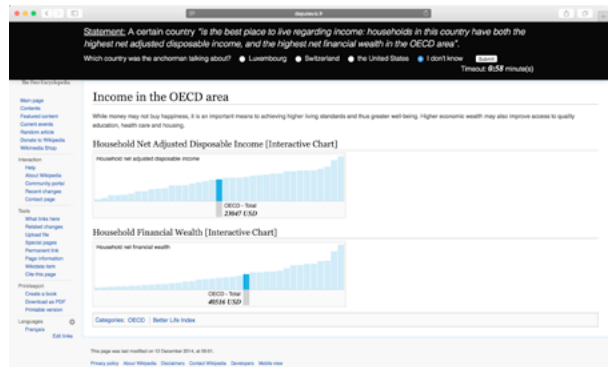 Statement: A certain country "is the best place to live regarding income: households in this country have both the
highest net adjusted disposable income, and the highest net financial wealth in the OECD area".
Which country was the anchorman talking about? Luxembourg Switzerland the United States I don't know Submit
Timeout: 0:58 minute(s)
The Free Encyclopedia
Main page
Contents
Featured content
Current events
Random article
Donate to Wikipedia
Wikimedia Shop
Interaction
Help
About Wikipedia
Community portal
Recent changes
Contact page
Tools
What links here
Related changes
Upload file
Special pages
Permanent link
Page information
Wikidata item
Cite this page
Print/export
Create a book
Download as PDF
Printable version
Languages
Français
Edit links
Income in the OECD area
While money may not buy happiness, it is an important means to achieving higher living standards and thus greater well-being. Higher economic wealth may also improve access to quality
education, health care and housing.
Household Net Adjusted Disposable Income [Interactive Chart]
Household net adjusted disposable income
OECD - Total
23047 USD
Household Financial Wealth [Interactive Chart]
Household net financial wealth
OECD - Total
40516 USD
Categories: OECD | Better Life Index
This page was last modified on 13 December 2014, at
Privacy policy About Wikipedia Disclaimers Contact Wikipedia Developers Mobile view